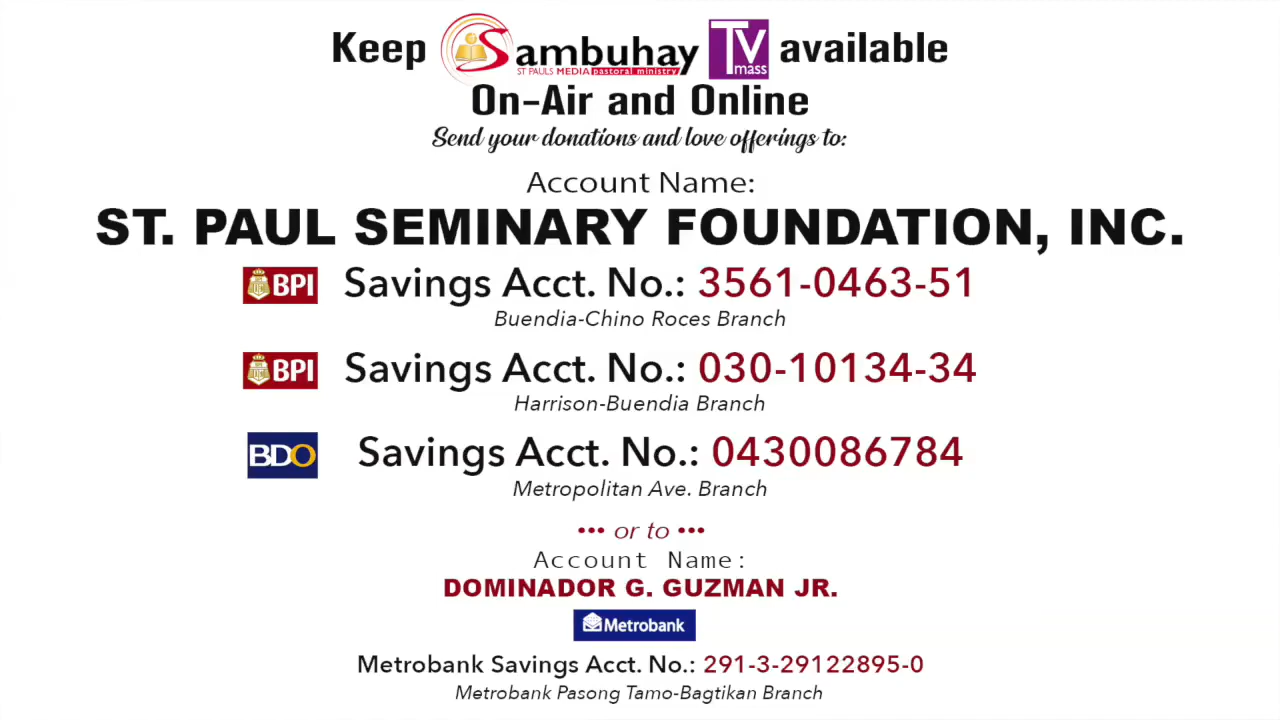 Keep Sambuhay TV mass available
ST PAULS MEDIA pastoral ministry
On-Air and Online
Send your donations and love offerings to:
Account Name:
ST. PAUL SEMINARY FOUNDATION, INC.
BPI Savings Acct. No.: 3561-0463-51
Buendia-Chino Roces Branch
BPI Savings Acct. No.: 030-10134-34
Harrison-Buendia Branch
BDO Savings Acct. No.: 0430086784
Metropolitan Ave. Branch
••• or to •••
Account Name:
DOMINADOR G. GUZMAN JR.
Metrobank
Metrobank Savings Acct. No.: 291-3-29122895-0
Metrobank Pasong Tamo-Bagtikan Branch